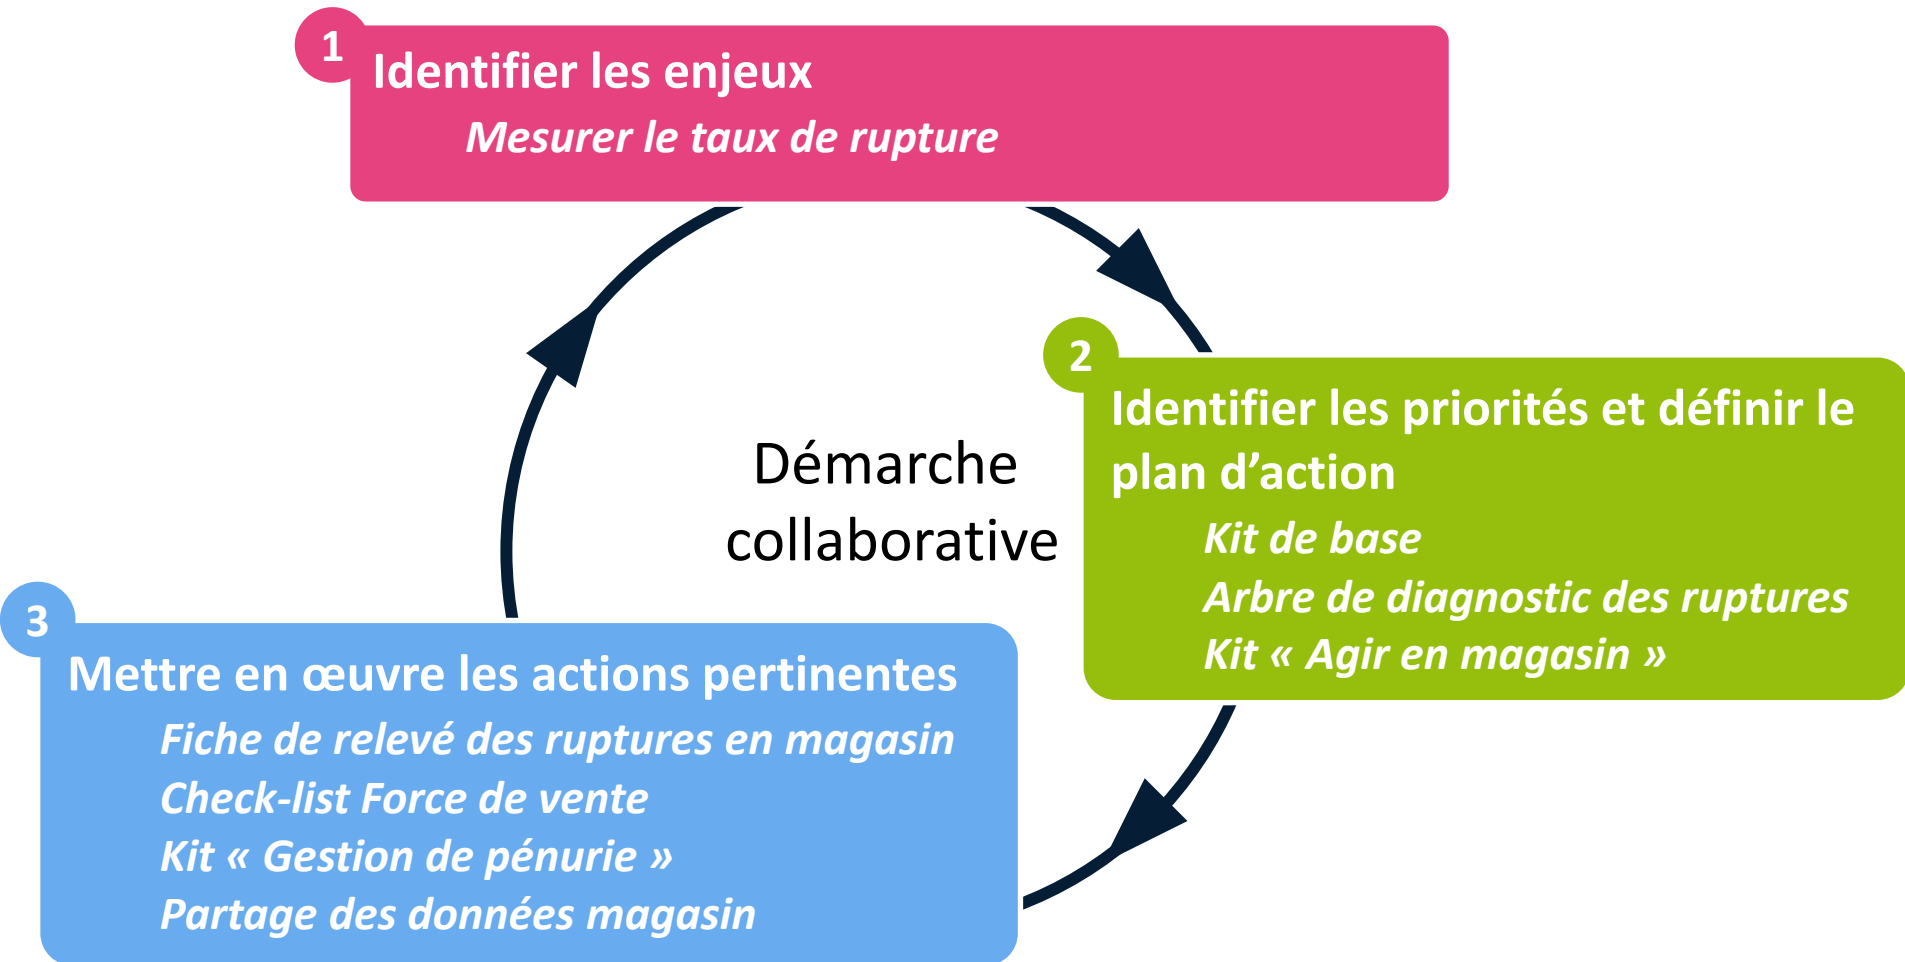 1
Identifier les enjeux
Mesurer le taux de rupture
2
Identifier les priorités et définir le
plan d’action
Kit de base
Arbre de diagnostic des ruptures
Kit « Agir en magasin »
Démarche
collaborative
3
Mettre en œuvre les actions pertinentes
Fiche de relevé des ruptures en magasin
Check-list Force de vente
Kit « Gestion de pénurie »
Partage des données magasin